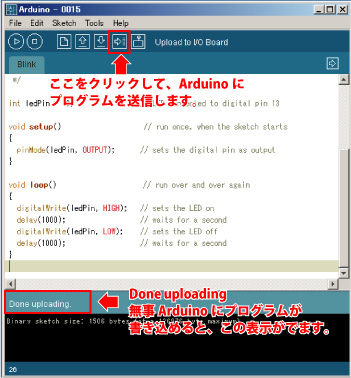 Arduino - 0015
File Edit Sketch Tools Help
Upload to I/O Board
Blink
*/
ここをクリックして、Arduino に
プログラムを送信します
int ledPin to digital pin 13
void setup() // run once, when the sketch starts
{
pinMode(ledPin, OUTPUT); // sets the digital pin as output
}
void loop() // run over and over again
{
digitalWrite(ledPin, HIGH); // sets the LED on
delay(1000); // waits for a second
digitalWrite(ledPin, LOW); // sets the LED off
delay(1000); // waits for a second
}
Done uploading.
Done uploading
無事 Arduino にプログラムが
書き込めると、この表示がでます。
Binary sketch size: 1506 bytes
26